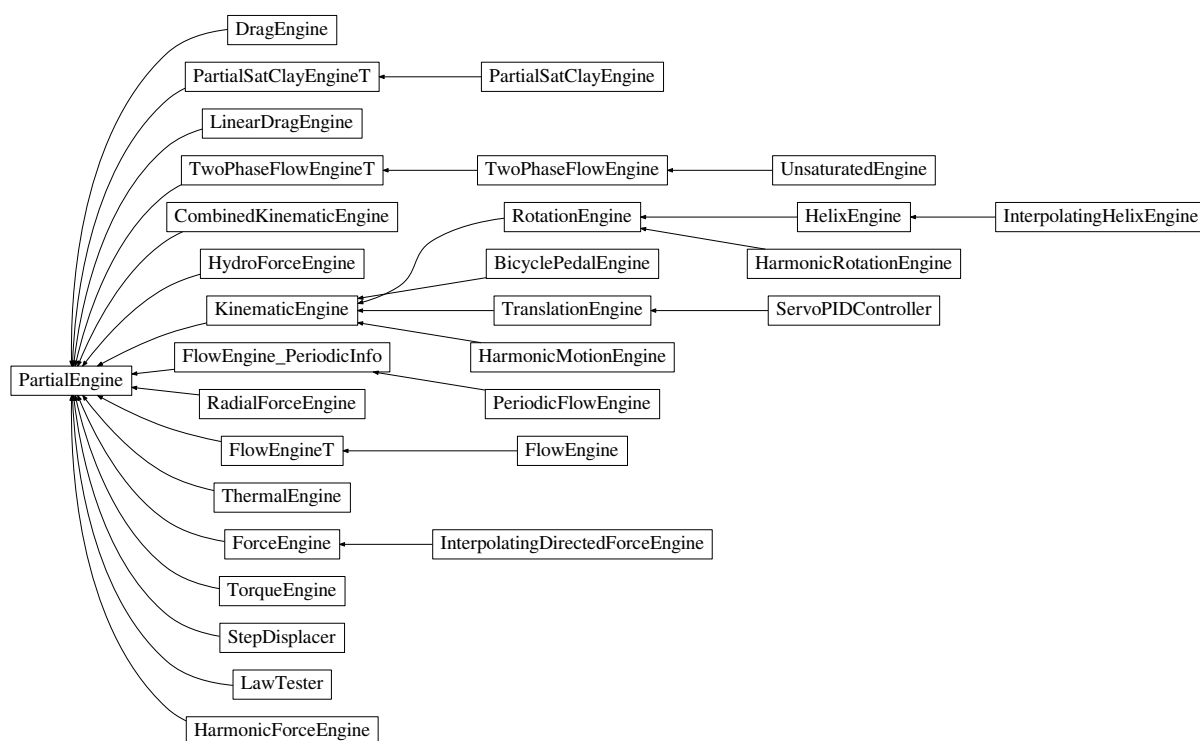 DragEngine
PartialSatClayEngineT PartialSatClayEngine
LinearDragEngine
TwoPhaseFlowEngineT TwoPhaseFlowEngine UnsaturatedEngine
CombinedKinematicEngine RotationEngine HelixEngine InterpolatingHelixEngine
HydroForceEngine BicyclePedalEngine HarmonicRotationEngine
KinematicEngine TranslationEngine ServoPIDController
FlowEngine_PeriodicInfo HarmonicMotionEngine
PartialEngine
RadialForceEngine PeriodicFlowEngine
FlowEngineT FlowEngine
ThermalEngine
ForceEngine InterpolatingDirectedForceEngine
TorqueEngine
StepDisplacer
LawTester
HarmonicForceEngine